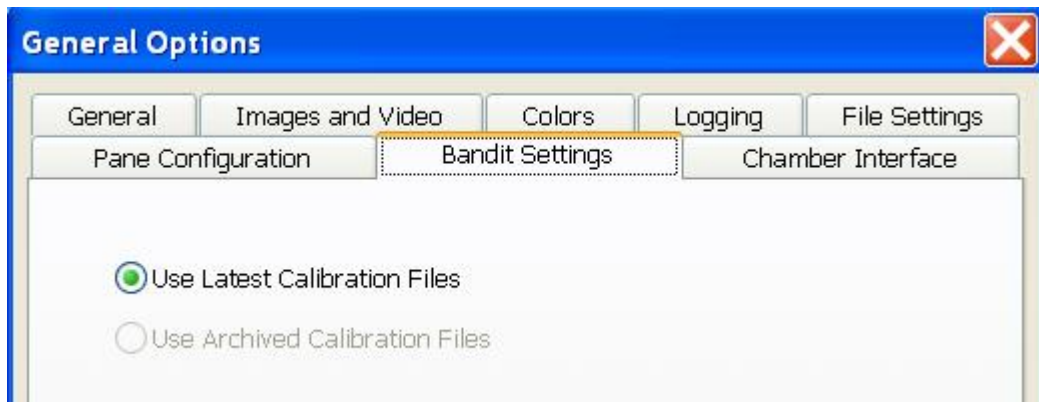 General Options
General Images and Video Colors Logging File Settings
Pane Configuration Bandit Settings Chamber Interface
Use Latest Calibration Files
Use Archived Calibration Files